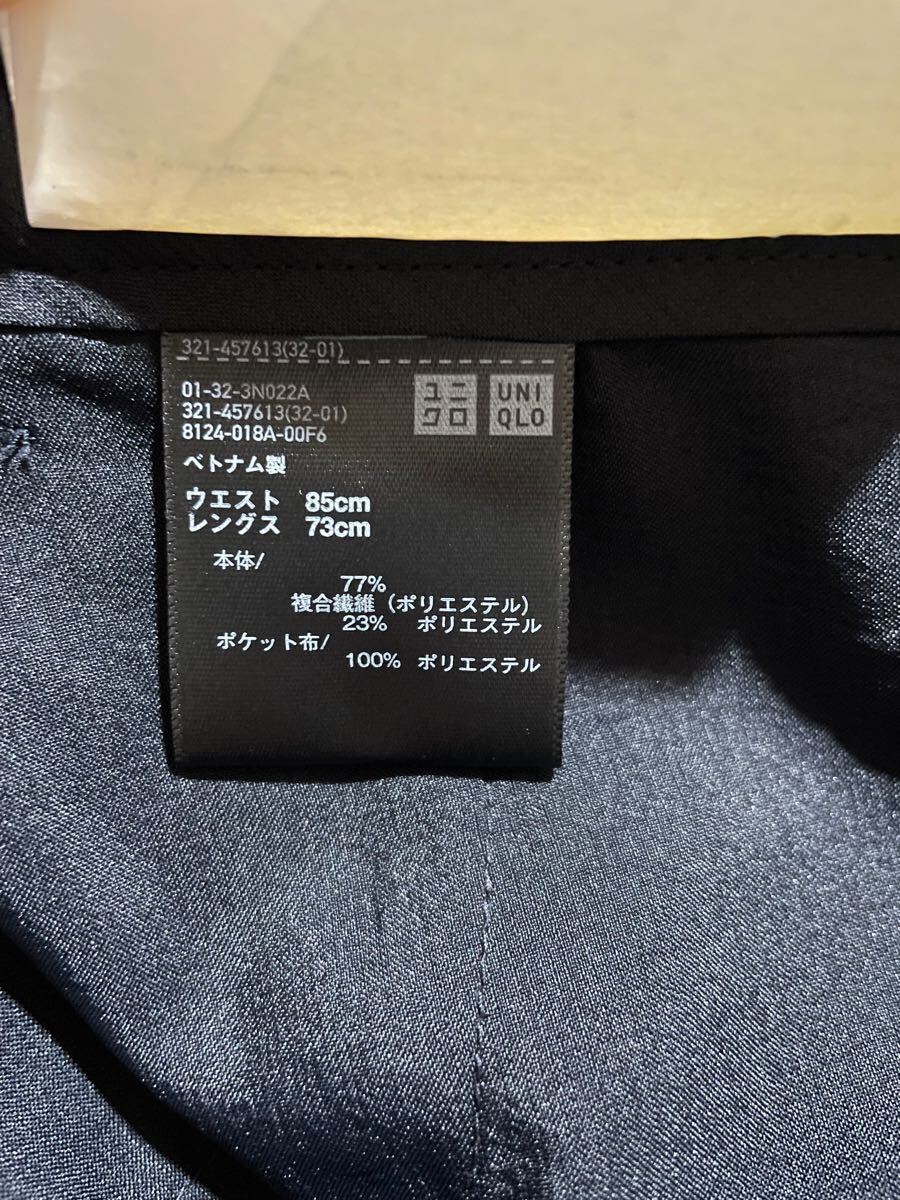 321-457613(32-01)
01-32-3N022A
321-457613(32-01)
8124-018A-00F6
ユニ
クロ
UNI
QLO
ベトナム製
ウエスト 85cm
レングス 73cm
本体/
77%
複合繊維（ポリエステル）
23% ポリエステル
ポケット布/
100% ポリエステル